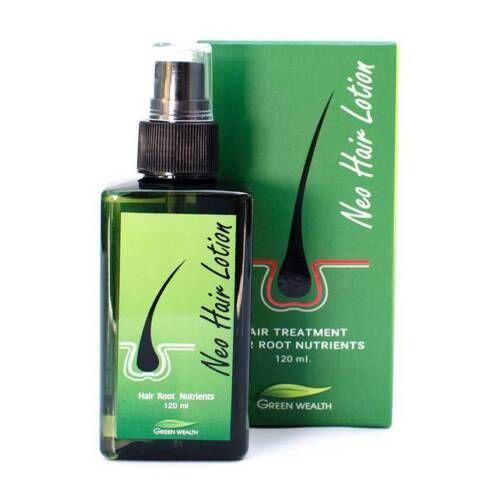 Neo Hair Lotion
Hair Root Nutrients
120 ml
GREEN WEALTH
Neo Hair Lotion
AIR TREATMENT
ROOT NUTRIENTS
120 ml.
GREEN WEALTH